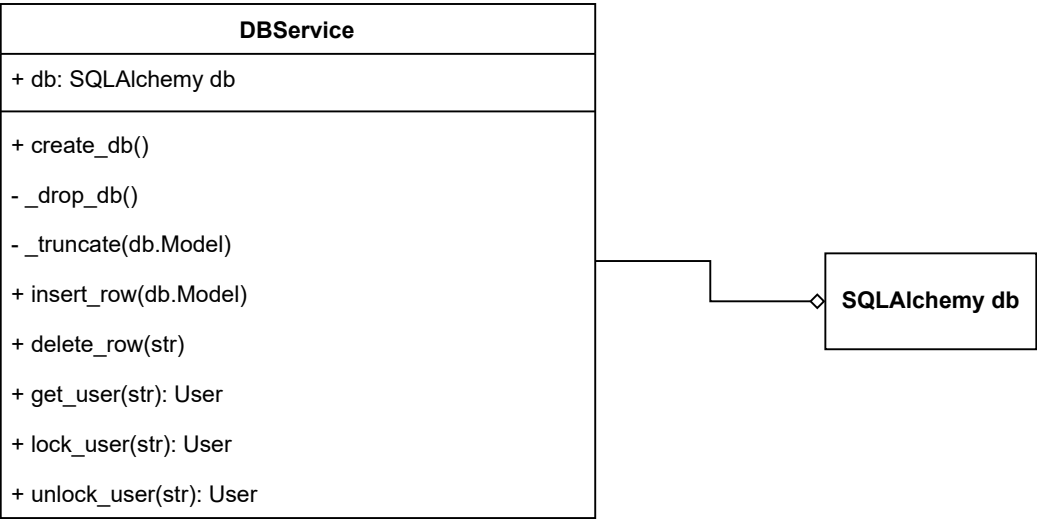 DBService
+ db: SQLAlchemy db
+ create_db()
- _drop_db()
- _truncate(db.Model)
+ insert_row(db.Model)
+ delete_row(str)
+ get_user(str): User
+ lock_user(str): User
+ unlock_user(str): User
SQLAlchemy db